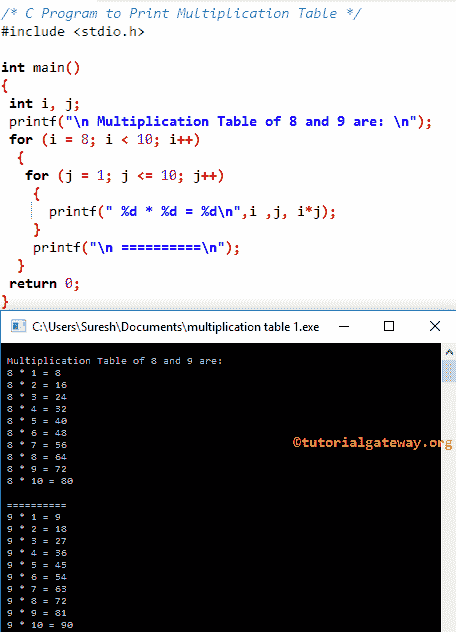 /* C Program to Print Multiplication Table */
#include <stdio.h>
int main()
{
int i, j;
printf("\n Multiplication Table of 8 and 9 are: \n");
for (i = 8; i < 10; i++)
{
for (j = 1; j <= 10; j++)
{
printf(" %d * %d = %d\n",i ,j, i*j);
}
printf("\n ==========\n");
}
return 0;
}
C:\Users\Suresh\Documents\multiplication table 1.exe
Multiplication Table of 8 and 9 are:
8 * 1 = 8
8 * 2 = 16
8 * 3 = 24
8 * 4 = 32
8 * 5 = 40
8 * 6 = 48
©tutorialgateway.org
8 * 7 = 56
8 * 8 = 64
8 * 9 = 72
8 * 10 = 80
==========
9 * 1 = 9
9 * 2 = 18
9 * 3 = 27
9 * 4 = 36
9 * 5 = 45
9 * 6 = 54
9 * 7 = 63
9 * 8 = 72
9 * 9 = 81
9 * 10 = 90